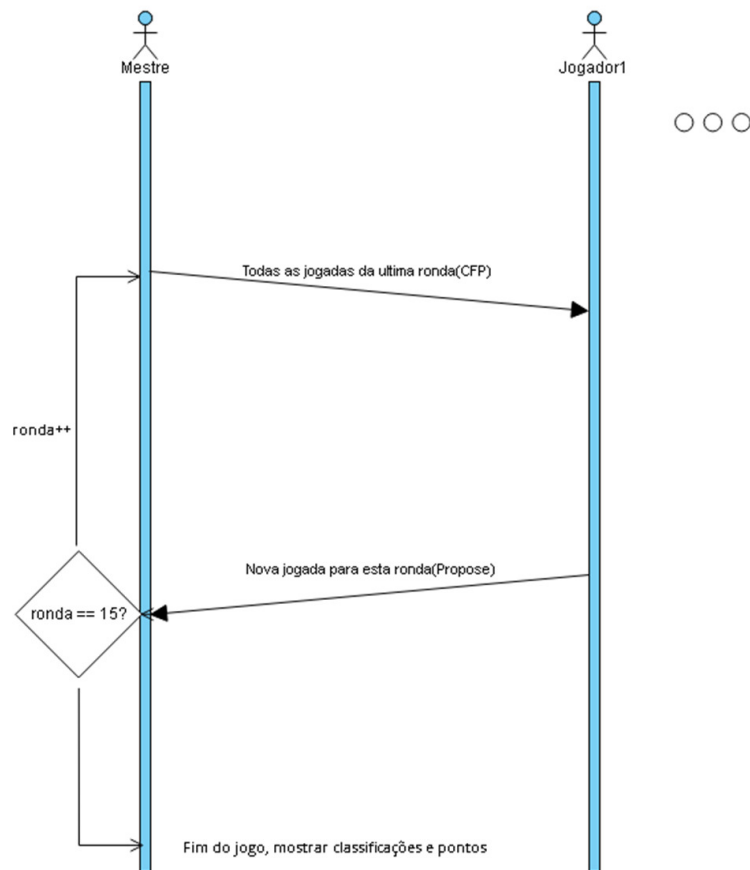 Mestre
Jogador1
Todas as jogadas da ultima ronda(CFP)
ronda++
Nova jogada para esta ronda(Propose)
ronda == 15?
Fim do jogo, mostrar classificações e pontos